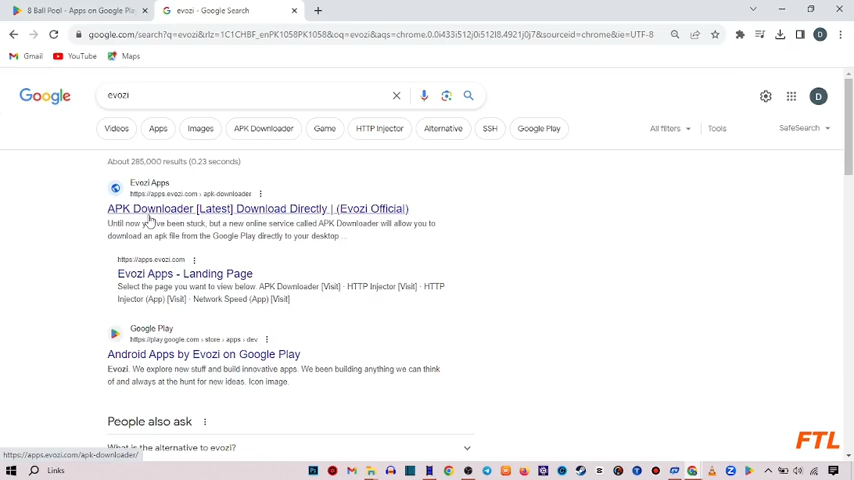 8 Ball Pool - Apps on Google Play
evozi - Google Search
google.com/search?q=evozi&rlz=1C1CHBF_enPK1058PK1058&oq=evozi&aqs=chrome.0.0i433i512j0i512l8.4921j0j7&sourceid=chrome&ie=UTF-8
Gmail
YouTube
Maps
Google
evozi
Videos
Apps
Images
APK Downloader
Game
HTTP Injector
Alternative
SSH
Google Play
All filters
Tools
SafeSearch
D
About 285,000 results (0.23 seconds)
Evozi Apps
https://apps.evozi.com › apk-downloader
APK Downloader [Latest] Download Directly | (Evozi Official)
Until now you've been stuck, but a new online service called APK Downloader will allow you to
download an apk file from the Google Play directly to your desktop ...
https://apps.evozi.com
Evozi Apps - Landing Page
Select the page you want to view below. APK Downloader [Visit] · HTTP Injector [Visit] · HTTP
Injector (App) [Visit] · Network Speed (App) [Visit]
Google Play
https://play.google.com › store › apps › dev
Android Apps by Evozi on Google Play
Evozi. We explore new stuff and build innovative apps. We been building anything we can think
of and always at the hunt for new ideas. Icon image.
People also ask
What is the alternative to evozi?
FTL
https://apps.evozi.com/apk-downloader/
Links